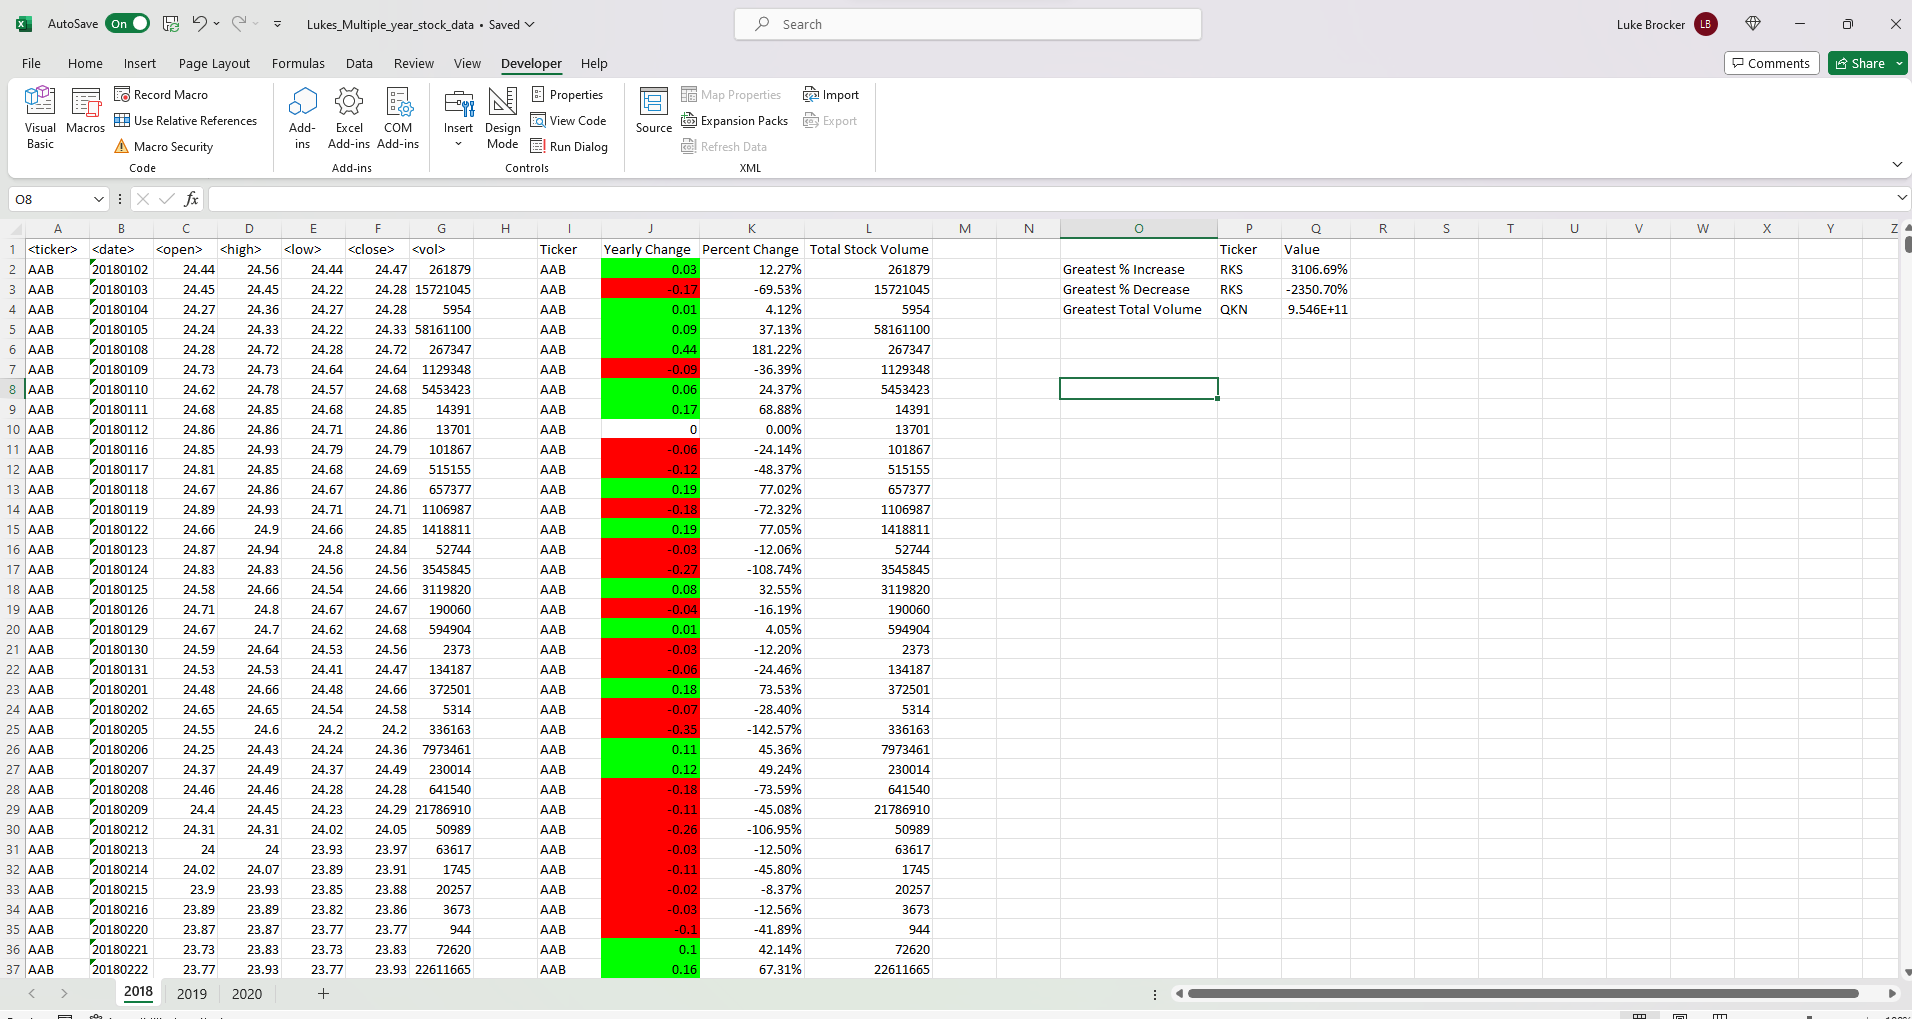 AutoSave On Lukes_Multiple_year_stock_data • Saved Search Luke Brocker LB
File Home Insert Page Layout Formulas Data Review View Developer Help Comments Share
Visual Basic Macros Record Macro Use Relative References Macro Security Code
Add-ins Excel Add-ins COM Add-ins Add-ins
Insert Design Mode Properties View Code Run Dialog Controls
Source Map Properties Expansion Packs Refresh Data Import Export XML
O8 fx
A B C D E F G H I J K L M N O P Q R S T U V W X Y Z
1 <ticker> <date> <open> <high> <low> <close> <vol> Ticker Yearly Change Percent Change Total Stock Volume Ticker Value
2 AAB 20180102 24.44 24.56 24.44 24.47 261879 AAB 0.03 12.27% 261879 Greatest % Increase RKS 3106.69%
3 AAB 20180103 24.45 24.45 24.22 24.28 15721045 AAB -0.17 -69.53% 15721045 Greatest % Decrease RKS -2350.70%
4 AAB 20180104 24.27 24.36 24.27 24.28 5954 AAB 0.01 4.12% 5954 Greatest Total Volume QKN 9.546E+11
5 AAB 20180105 24.24 24.33 24.22 24.33 58161100 AAB 0.09 37.13% 58161100
6 AAB 20180108 24.28 24.72 24.28 24.72 267347 AAB 0.44 181.22% 267347
7 AAB 20180109 24.73 24.73 24.64 24.64 1129348 AAB -0.09 -36.39% 1129348
8 AAB 20180110 24.62 24.78 24.57 24.68 5453423 AAB 0.06 24.37% 5453423
9 AAB 20180111 24.68 24.85 24.68 24.85 14391 AAB 0.17 68.88% 14391
10 AAB 20180112 24.86 24.86 24.71 24.86 13701 AAB 0 0.00% 13701
11 AAB 20180116 24.85 24.93 24.79 24.79 101867 AAB -0.06 -24.14% 101867
12 AAB 20180117 24.81 24.85 24.68 24.69 515155 AAB -0.12 -48.37% 515155
13 AAB 20180118 24.67 24.86 24.67 24.86 657377 AAB 0.19 77.02% 657377
14 AAB 20180119 24.89 24.93 24.71 24.71 1106987 AAB -0.18 -72.32% 1106987
15 AAB 20180122 24.66 24.9 24.66 24.85 1418811 AAB 0.19 77.05% 1418811
16 AAB 20180123 24.87 24.94 24.8 24.84 52744 AAB -0.03 -12.06% 52744
17 AAB 20180124 24.83 24.83 24.56 24.56 3545845 AAB -0.27 -108.74% 3545845
18 AAB 20180125 24.58 24.66 24.54 24.66 3119820 AAB 0.08 32.55% 3119820
19 AAB 20180126 24.71 24.8 24.67 24.67 190060 AAB -0.04 -16.19% 190060
20 AAB 20180129 24.67 24.7 24.62 24.68 594904 AAB 0.01 4.05% 594904
21 AAB 20180130 24.59 24.64 24.53 24.56 2373 AAB -0.03 -12.20% 2373
22 AAB 20180131 24.53 24.53 24.41 24.47 134187 AAB -0.06 -24.46% 134187
23 AAB 20180201 24.48 24.66 24.48 24.66 372501 AAB 0.18 73.53% 372501
24 AAB 20180202 24.65 24.65 24.54 24.58 5314 AAB -0.07 -28.40% 5314
25 AAB 20180205 24.55 24.6 24.2 24.2 336163 AAB -0.35 -142.57% 336163
26 AAB 20180206 24.25 24.43 24.24 24.36 7973461 AAB 0.11 45.36% 7973461
27 AAB 20180207 24.37 24.49 24.37 24.49 230014 AAB 0.12 49.24% 230014
28 AAB 20180208 24.46 24.46 24.28 24.28 641540 AAB -0.18 -73.59% 641540
29 AAB 20180209 24.4 24.45 24.23 24.29 21786910 AAB -0.11 -45.08% 21786910
30 AAB 20180212 24.31 24.31 24.02 24.05 50989 AAB -0.26 -106.95% 50989
31 AAB 20180213 24 24 23.93 23.97 63617 AAB -0.03 -12.50% 63617
32 AAB 20180214 24.02 24.07 23.89 23.91 1745 AAB -0.11 -45.80% 1745
33 AAB 20180215 23.9 23.93 23.85 23.88 20257 AAB -0.02 -8.37% 20257
34 AAB 20180216 23.89 23.89 23.82 23.86 3673 AAB -0.03 -12.56% 3673
35 AAB 20180220 23.87 23.87 23.77 23.77 944 AAB -0.1 -41.89% 944
36 AAB 20180221 23.73 23.83 23.73 23.83 72620 AAB 0.1 42.14% 72620
37 AAB 20180222 23.77 23.93 23.77 23.93 22611665 AAB 0.16 67.31% 22611665
2018 2019 2020